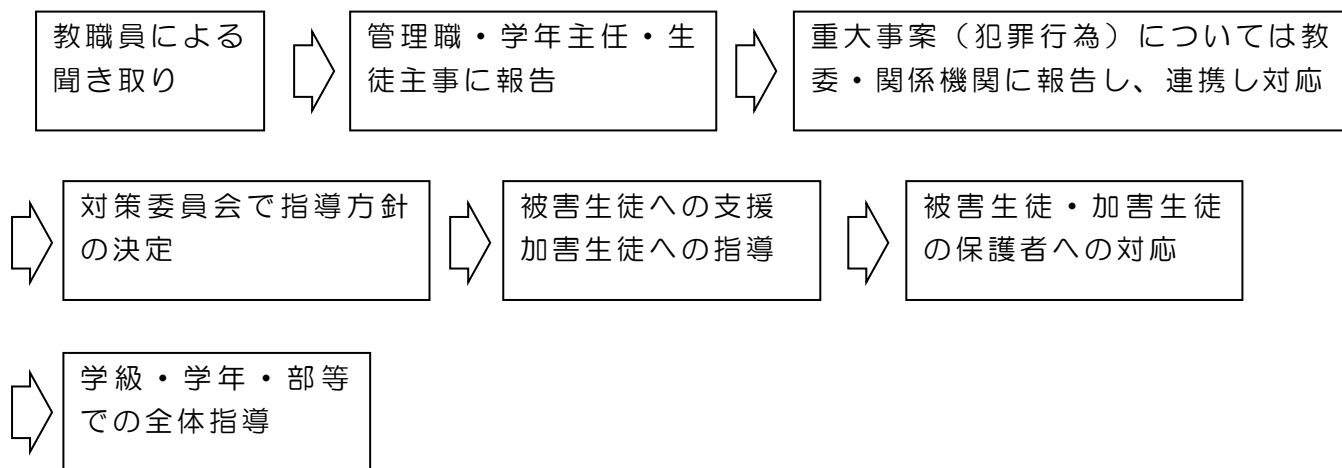 教職員による
聞き取り
管理職・学年主任・生
徒主事に報告
重大事案（犯罪行為）については教
委・関係機関に報告し、連携し対応
対策委員会で指導方針
の決定
被害生徒への支援
加害生徒への指導
被害生徒・加害生徒
の保護者への対応
学級・学年・部等
での全体指導